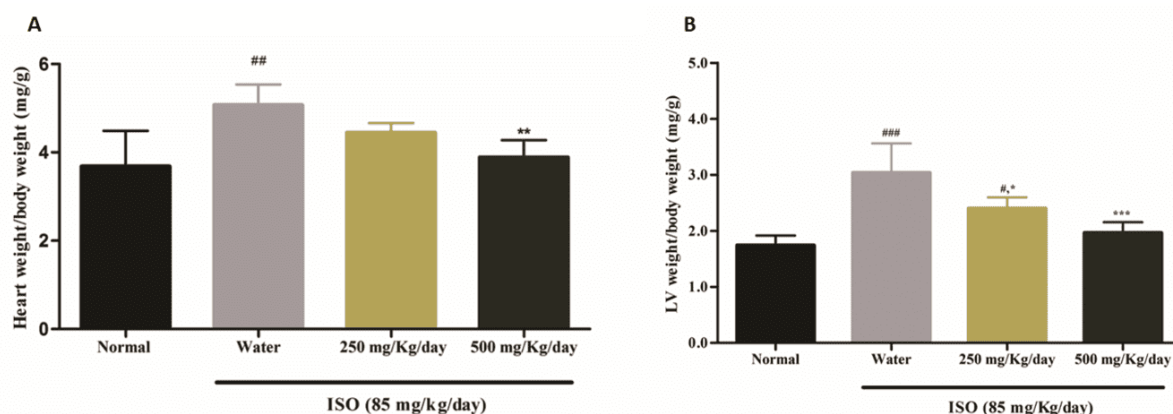 A
Heart weight/body weight (mg/g)
6
4
2
0
##
**
Normal
Water
250 mg/Kg/day
500 mg/Kg/day
ISO (85 mg/kg/day)
B
LV weight/body weight (mg/g)
5.0
4.0
3.0
2.0
1.0
0.0
###
#,*
***
Normal
Water
250 mg/Kg/day
500 mg/Kg/day
ISO (85 mg/Kg/day)